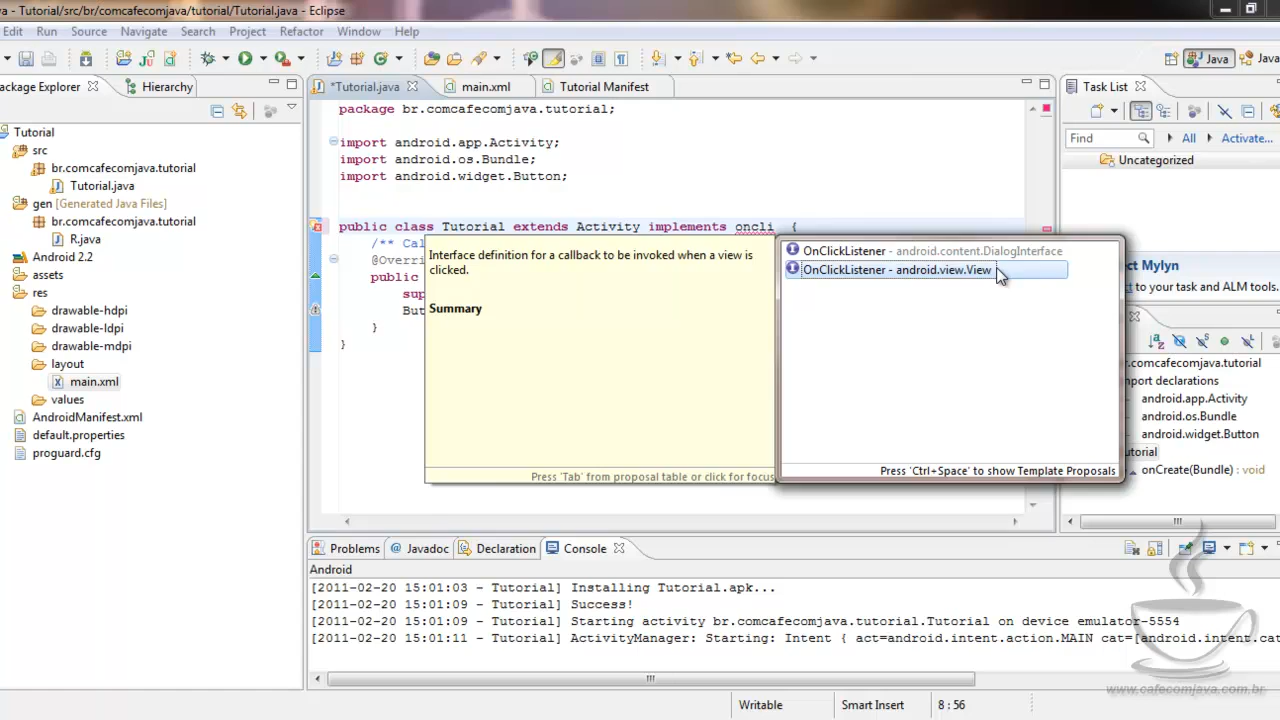 va - Tutorial/src/br/comcafecomjava/tutorial/Tutorial.java - Eclipse
Edit Run Source Navigate Search Project Refactor Window Help
Java Java
ackage Explorer Hierarchy
*Tutorial.java main.xml Tutorial Manifest
Task List
Find All Activate...
Uncategorized
Tutorial
src
br.comcafecomjava.tutorial
Tutorial.java
gen [Generated Java Files]
br.comcafecomjava.tutorial
R.java
Android 2.2
assets
res
drawable-hdpi
drawable-ldpi
drawable-mdpi
layout
main.xml
values
AndroidManifest.xml
default.properties
proguard.cfg
package br.comcafecomjava.tutorial;
import android.app.Activity;
import android.os.Bundle;
import android.widget.Button;
public class Tutorial extends Activity implements oncli {
/** Cal
@Overri
public
sup
But
}
}
Interface definition for a callback to be invoked when a view is
clicked.
Summary
Press 'Tab' from proposal table or click for focus
OnClickListener - android.content.DialogInterface
OnClickListener - android.view.View
Press 'Ctrl+Space' to show Template Proposals
ct Mylyn
to your task and ALM tools.
br.comcafecomjava.tutorial
mport declarations
android.app.Activity
android.os.Bundle
android.widget.Button
utorial
onCreate(Bundle) : void
Problems Javadoc Declaration Console
Android
[2011-02-20 15:01:03 - Tutorial] Installing Tutorial.apk...
[2011-02-20 15:01:09 - Tutorial] Success!
[2011-02-20 15:01:09 - Tutorial] Starting activity br.comcafecomjava.tutorial.Tutorial on device emulator-5554
[2011-02-20 15:01:11 - Tutorial] ActivityManager: Starting: Intent { act=android.intent.action.MAIN cat=[android.intent.cat
www.cafecomjava.com.br
Writable Smart Insert 8 : 56